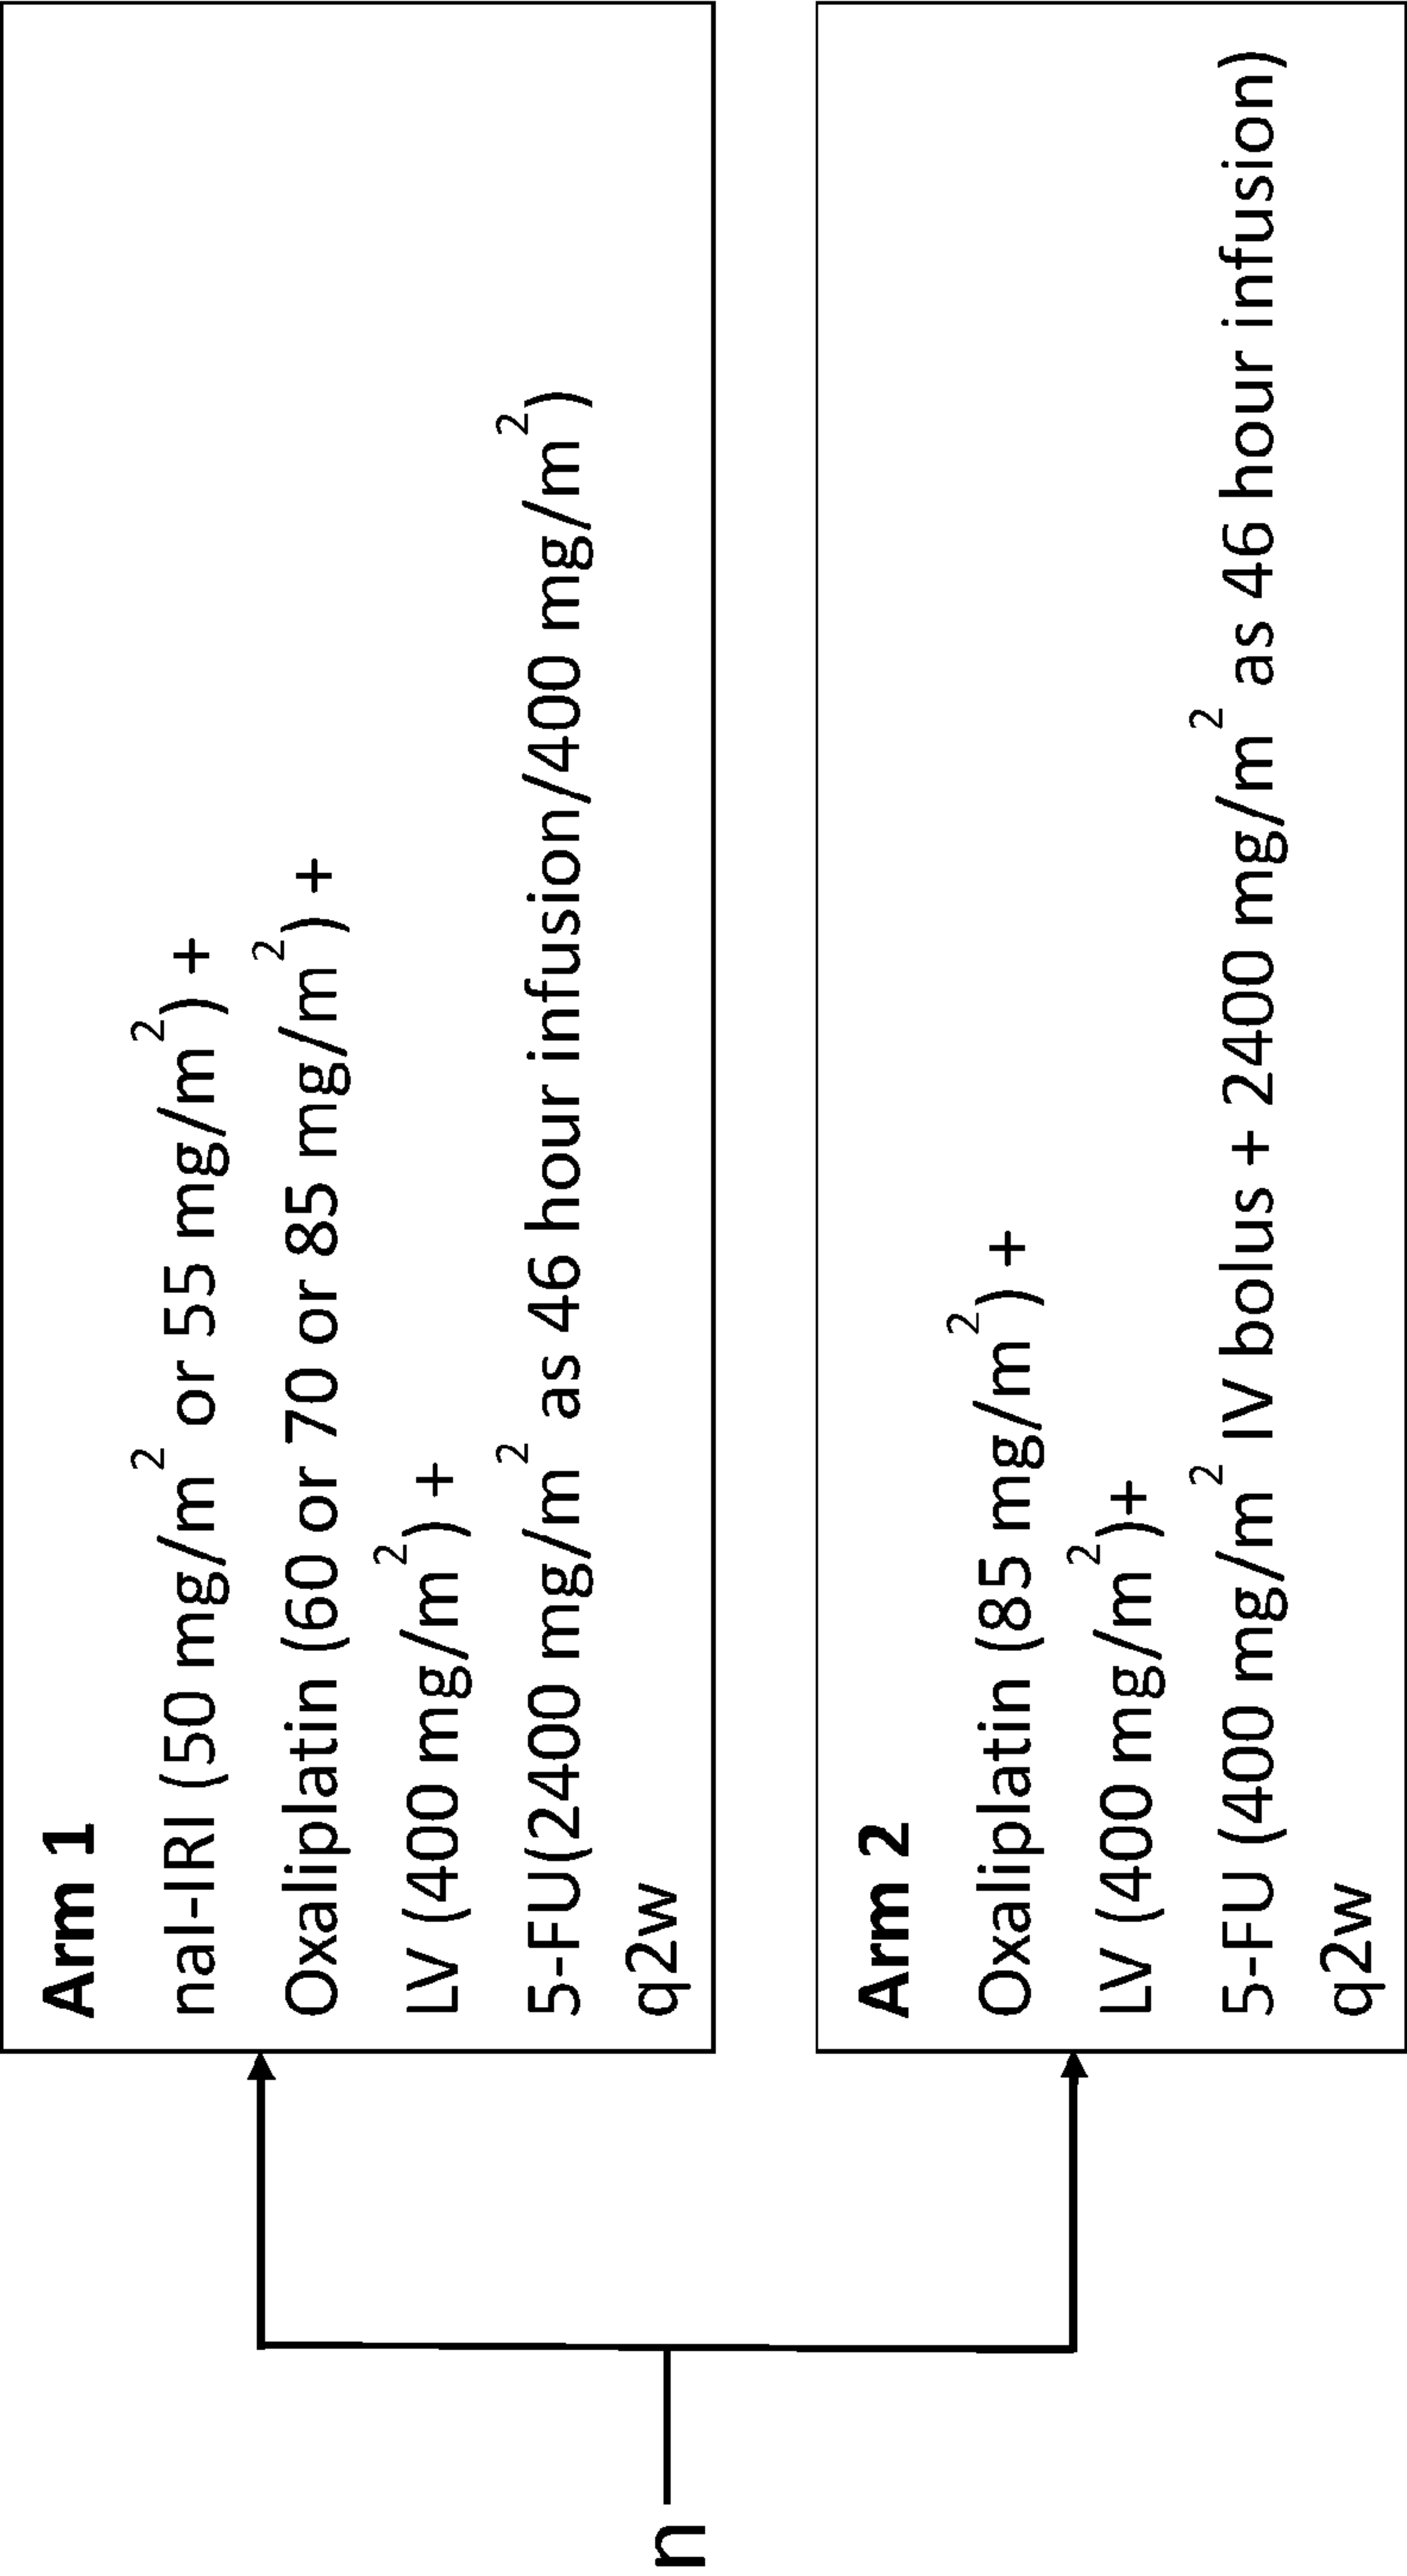 n
Arm 1
nal-IRI (50 mg/m² or 55 mg/m²) +
Oxaliplatin (60 or 70 or 85 mg/m²) +
LV (400 mg/m²) +
5-FU(2400 mg/m² as 46 hour infusion/400 mg/m²)
q2w
Arm 2
Oxaliplatin (85 mg/m²) +
LV (400 mg/m²)+
5-FU (400 mg/m² IV bolus + 2400 mg/m² as 46 hour infusion)
q2w